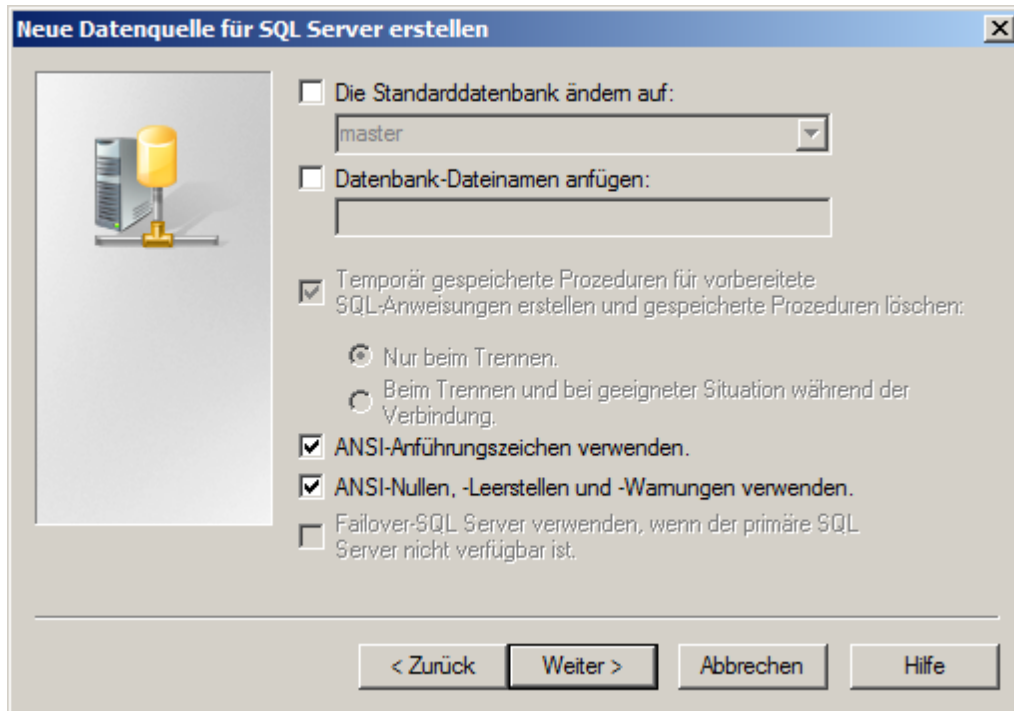 Neue Datenquelle für SQL Server erstellen
Die Standarddatenbank ändern auf:
master
Datenbank-Dateinamen anfügen:
Temporär gespeicherte Prozeduren für vorbereitete
SQL-Anweisungen erstellen und gespeicherte Prozeduren löschen:
Nur beim Trennen.
Beim Trennen und bei geeigneter Situation während der
Verbindung.
ANSI-Anführungszeichen verwenden.
ANSI-Nullen, -Leerstellen und -Warnungen verwenden.
Failover-SQL Server verwenden, wenn der primäre SQL
Server nicht verfügbar ist.
< Zurück
Weiter >
Abbrechen
Hilfe